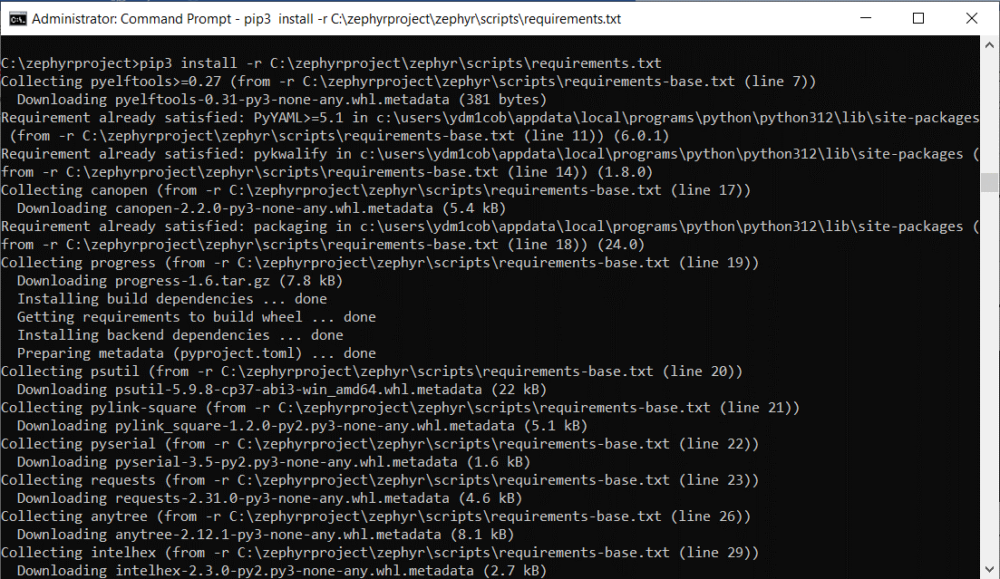 Administrator: Command Prompt - pip3  install -r C:\zephyrproject\zephyr\scripts\requirements.txt
C:\zephyrproject>pip3 install -r C:\zephyrproject\zephyr\scripts\requirements.txt
Collecting pyelftools>=0.27 (from -r C:\zephyrproject\zephyr\scripts\requirements-base.txt (line 7))
  Downloading pyelftools-0.31-py3-none-any.whl.metadata (381 bytes)
Requirement already satisfied: PyYAML>=5.1 in c:\users\ydm1cob\appdata\local\programs\python\python312\lib\site-packages
 (from -r C:\zephyrproject\zephyr\scripts\requirements-base.txt (line 11)) (6.0.1)
Requirement already satisfied: pykwalify in c:\users\ydm1cob\appdata\local\programs\python\python312\lib\site-packages (
from -r C:\zephyrproject\zephyr\scripts\requirements-base.txt (line 14)) (1.8.0)
Collecting canopen (from -r C:\zephyrproject\zephyr\scripts\requirements-base.txt (line 17))
  Downloading canopen-2.2.0-py3-none-any.whl.metadata (5.4 kB)
Requirement already satisfied: packaging in c:\users\ydm1cob\appdata\local\programs\python\python312\lib\site-packages (
from -r C:\zephyrproject\zephyr\scripts\requirements-base.txt (line 18)) (24.0)
Collecting progress (from -r C:\zephyrproject\zephyr\scripts\requirements-base.txt (line 19))
  Downloading progress-1.6.tar.gz (7.8 kB)
  Installing build dependencies ... done
  Getting requirements to build wheel ... done
  Installing backend dependencies ... done
  Preparing metadata (pyproject.toml) ... done
Collecting psutil (from -r C:\zephyrproject\zephyr\scripts\requirements-base.txt (line 20))
  Downloading psutil-5.9.8-cp37-abi3-win_amd64.whl.metadata (22 kB)
Collecting pylink-square (from -r C:\zephyrproject\zephyr\scripts\requirements-base.txt (line 21))
  Downloading pylink_square-1.2.0-py2.py3-none-any.whl.metadata (5.1 kB)
Collecting pyserial (from -r C:\zephyrproject\zephyr\scripts\requirements-base.txt (line 22))
  Downloading pyserial-3.5-py2.py3-none-any.whl.metadata (1.6 kB)
Collecting requests (from -r C:\zephyrproject\zephyr\scripts\requirements-base.txt (line 23))
  Downloading requests-2.31.0-py3-none-any.whl.metadata (4.6 kB)
Collecting anytree (from -r C:\zephyrproject\zephyr\scripts\requirements-base.txt (line 26))
  Downloading anytree-2.12.1-py3-none-any.whl.metadata (8.1 kB)
Collecting intelhex (from -r C:\zephyrproject\zephyr\scripts\requirements-base.txt (line 29))
  Downloading intelhex-2.3.0-py2.py3-none-any.whl.metadata (2.7 kB)